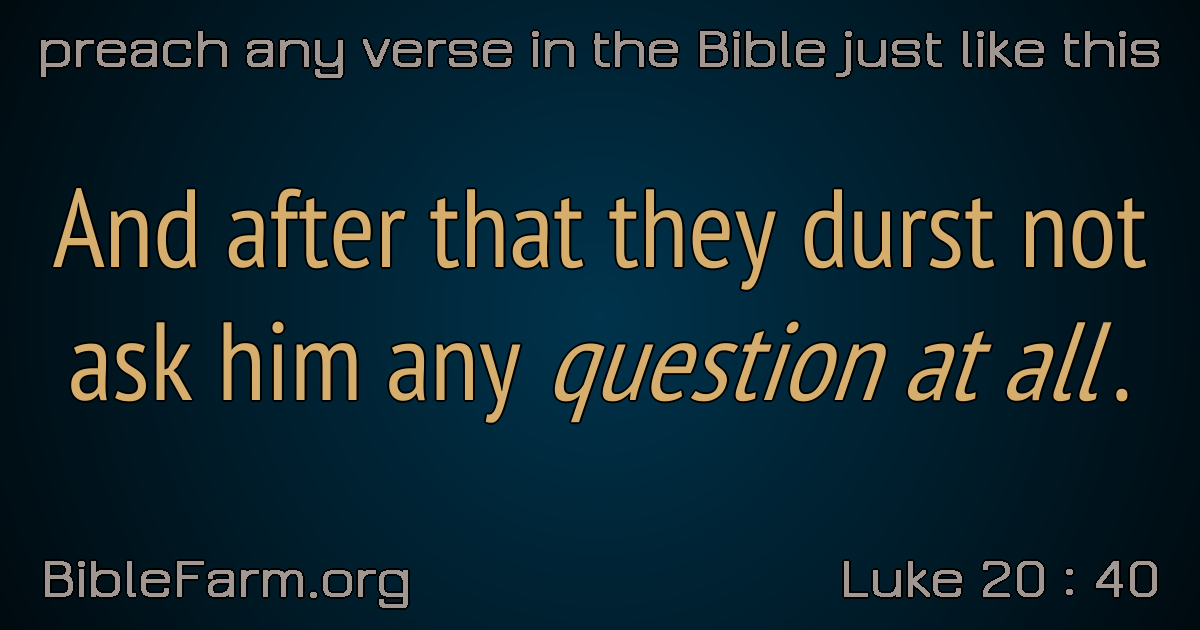 preach any verse in the Bible just like this
And after that they durst not
ask him any question at all.
BibleFarm.org
Luke 20 : 40